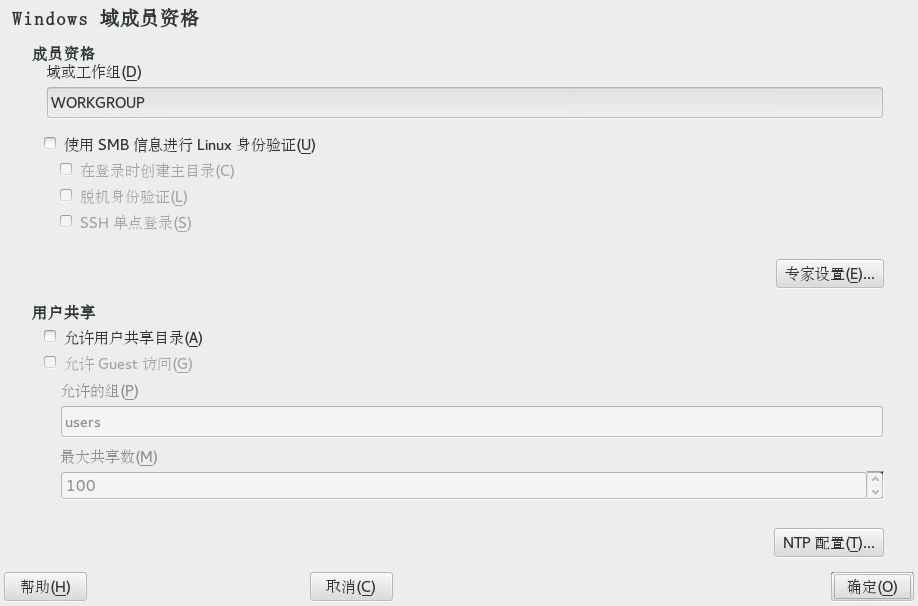 Windows 域成员资格
成员资格
域或工作组(D)
WORKGROUP
使用 SMB 信息进行 Linux 身份验证(U)
在登录时创建主目录(C)
脱机身份验证(L)
SSH 单点登录(S)
专家设置(E)...
用户共享
允许用户共享目录(A)
允许 Guest 访问(G)
允许的组(P)
users
最大共享数(M)
100
NTP 配置(T)...
帮助(H) 取消(C) 确定(O)